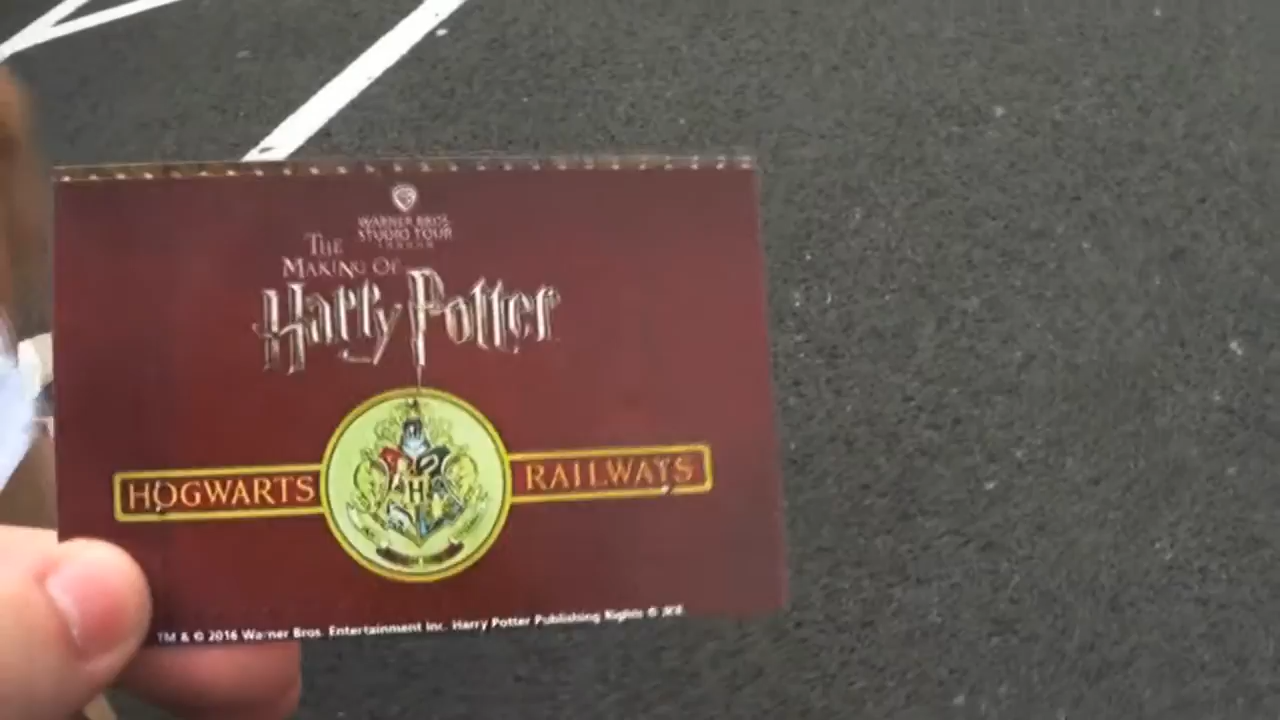 WARNER BROS.
STUDIO TOUR
LONDON
THE
MAKING OF
Harry Potter
HOGWARTS RAILWAYS
H
TM & © 2016 Warner Bros. Entertainment Inc. Harry Potter Publishing Rights © JKR.